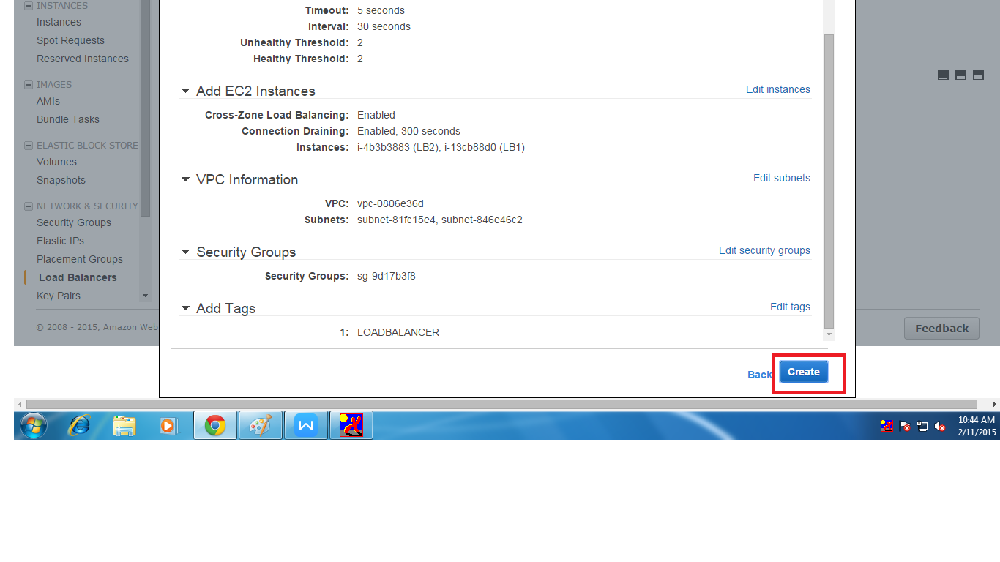 INSTANCES
Instances
Spot Requests
Reserved Instances
IMAGES
AMIs
Bundle Tasks
ELASTIC BLOCK STORE
Volumes
Snapshots
NETWORK & SECURITY
Security Groups
Elastic IPs
Placement Groups
Load Balancers
Key Pairs
© 2008 - 2015, Amazon Web
Timeout: 5 seconds
Interval: 30 seconds
Unhealthy Threshold: 2
Healthy Threshold: 2
Add EC2 Instances Edit instances
Cross-Zone Load Balancing: Enabled
Connection Draining: Enabled, 300 seconds
Instances: i-4b3b3883 (LB2), i-13cb88d0 (LB1)
VPC Information Edit subnets
VPC: vpc-0806e36d
Subnets: subnet-81fc15e4, subnet-846e46c2
Security Groups Edit security groups
Security Groups: sg-9d17b3f8
Add Tags Edit tags
1: LOADBALANCER
Back Create
Feedback
10:44 AM
2/11/2015